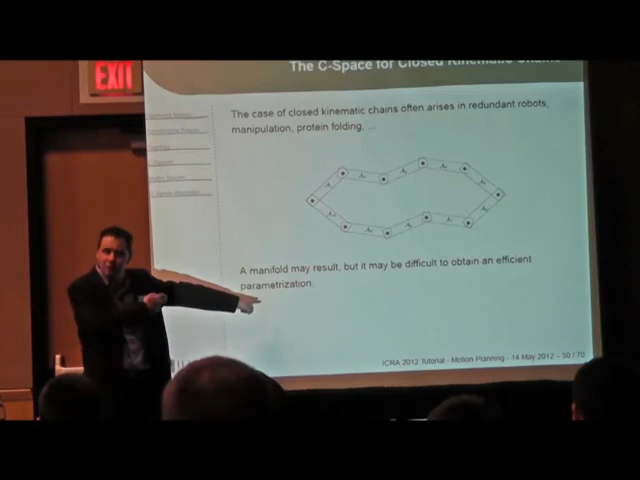 EXIT
The C-Space for Closed Kinematic Chains
The case of closed kinematic chains often arises in redundant robots,
manipulation, protein folding, ...
A manifold may result, but it may be difficult to obtain an efficient
parametrization.
ICRA 2012 Tutorial - Motion Planning - 14 May 2012 – 50 / 70